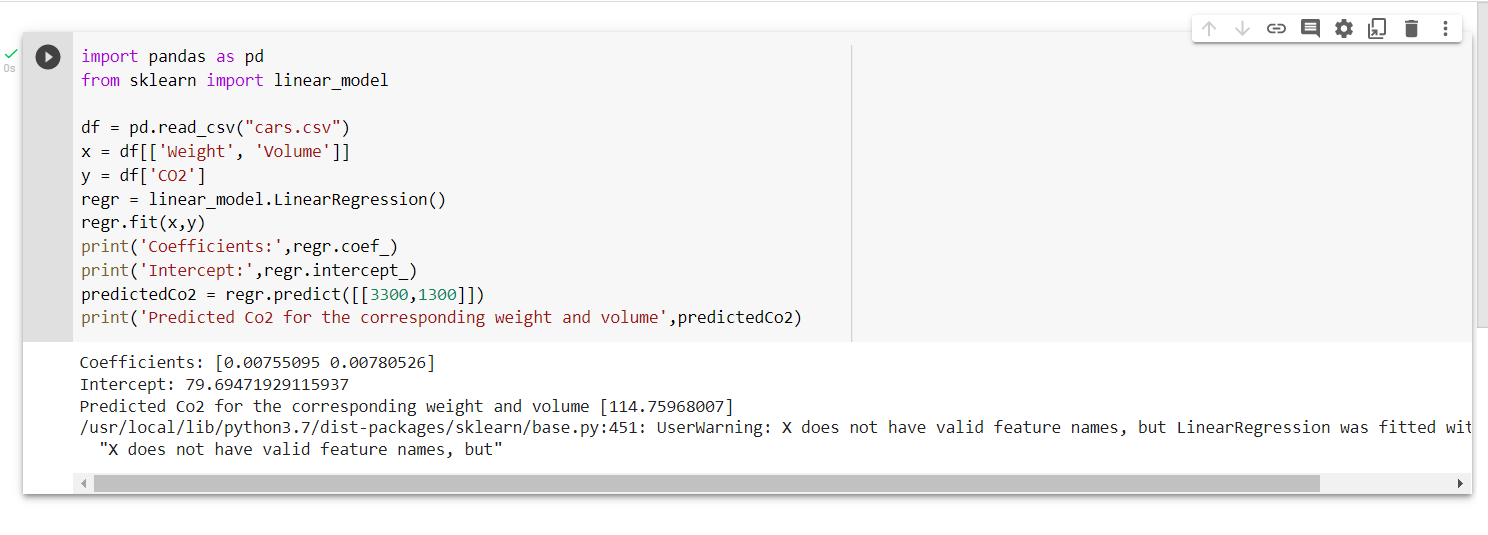 import pandas as pd
from sklearn import linear_model
0s
df = pd.read_csv("cars.csv")
x = df[['Weight', 'Volume']]
y = df['CO2']
regr = linear_model.LinearRegression()
regr.fit(x,y)
print('Coefficients:',regr.coef_)
print('Intercept:',regr.intercept_)
predictedCo2 = regr.predict([[3300,1300]])
print('Predicted Co2 for the corresponding weight and volume',predictedCo2)
Coefficients: [0.00755095 0.00780526]
Intercept: 79.69471929115937
Predicted Co2 for the corresponding weight and volume [114.75968007]
/usr/local/lib/python3.7/dist-packages/sklearn/base.py:451: UserWarning: X does not have valid feature names, but LinearRegression was fitted wit
"X does not have valid feature names, but"